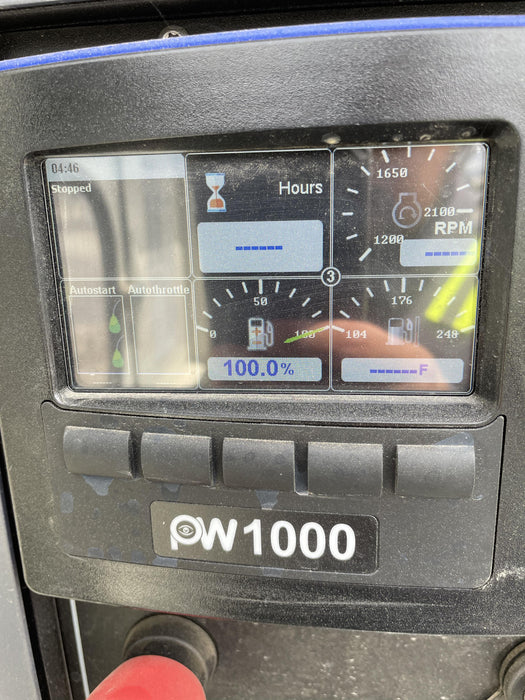 04:46
Stopped
Hours
------
1650
2100
RPM
1200
------
3
Autostart
Autothrottle
50
0
100
100.0%
176
104
248
------F
PW1000